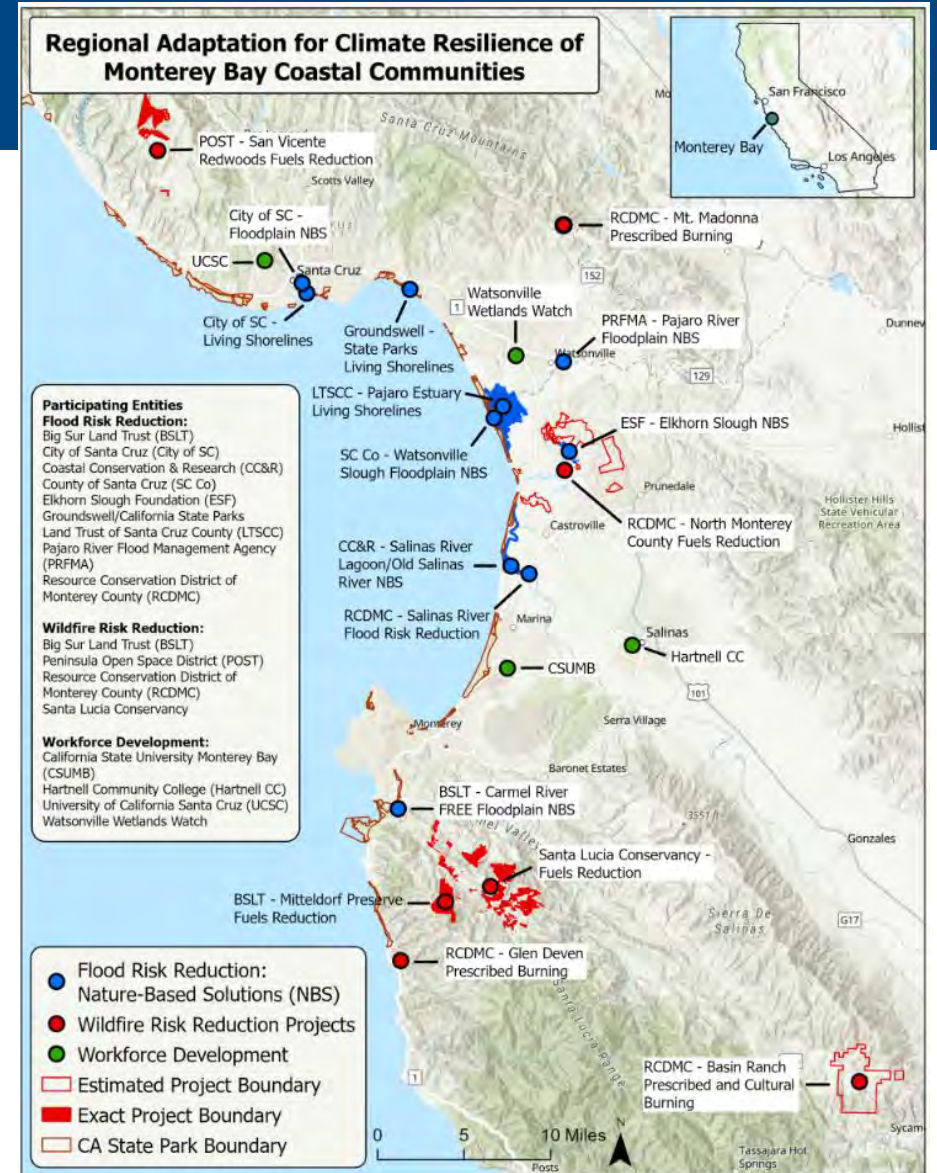 Regional Adaptation for Climate Resilience of
Monterey Bay Coastal Communities
San Francisco
Monterey Bay
Los Angeles
Mo
Santa Cruz Mountains
POST - San Vicente
Redwoods Fuels Reduction
Scotts Valley
City of SC -
Floodplain NBS
UCSC
Santa Cruz
City of SC -
Living Shorelines
RCDMC - Mt. Madonna
Prescribed Burning
152
1
Groundswell -
State Parks
Living Shorelines
Watsonville
Wetlands Watch
PRFMA - Pajaro River
Floodplain NBS
Watsonville
Dunnev
129
LTSCC - Pajaro Estuary
Living Shorelines
SC Co - Watsonville
Slough Floodplain NBS
ESF - Elkhorn Slough NBS
Hollist
Prunedale
Hollister Hills
State Vehicular
Recreation Area
Castroville
RCDMC - North Monterey
County Fuels Reduction
CC&R - Salinas River
Lagoon/Old Salinas
River NBS
RCDMC - Salinas River
Flood Risk Reduction
Marina
Salinas
Hartnell CC
CSUMB
101
Monterey
Serra Village
Baronet Estates
BSLT - Carmel River
FREE Floodplain NBS
mel Valley
3551 ft
Gonzales
Santa Lucia Conservancy -
Fuels Reduction
BSLT - Mitteldorf Preserve
Fuels Reduction
Sierra De
Salinas
G17
RCDMC - Glen Deven
Prescribed Burning
Santa Lucia Range
RCDMC - Basin Ranch
Prescribed and Cultural
Burning
1
Sycam
Tassajara Hot
Springs
Posts
Participating Entities
Flood Risk Reduction:
Big Sur Land Trust (BSLT)
City of Santa Cruz (City of SC)
Coastal Conservation & Research (CC&R)
County of Santa Cruz (SC Co)
Elkhorn Slough Foundation (ESF)
Groundswell/California State Parks
Land Trust of Santa Cruz County (LTSCC)
Pajaro River Flood Management Agency
(PRFMA)
Resource Conservation District of
Monterey County (RCDMC)
Wildfire Risk Reduction:
Big Sur Land Trust (BSLT)
Peninsula Open Space District (POST)
Resource Conservation District of
Monterey County (RCDMC)
Santa Lucia Conservancy
Workforce Development:
California State University Monterey Bay
(CSUMB)
Hartnell Community College (Hartnell CC)
University of California Santa Cruz (UCSC)
Watsonville Wetlands Watch
Flood Risk Reduction:
Nature-Based Solutions (NBS)
Wildfire Risk Reduction Projects
Workforce Development
Estimated Project Boundary
Exact Project Boundary
CA State Park Boundary
0 5 10 Miles
N